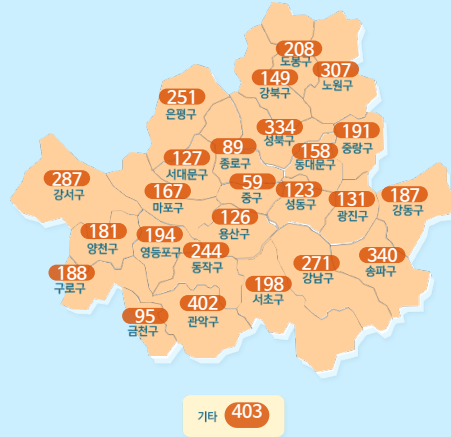 208
도봉구
307
노원구
149
강북구
251
은평구
334
성북구
191
중랑구
89
종로구
158
동대문구
127
서대문구
287
강서구
167
마포구
59
중구
123
성동구
131
광진구
187
강동구
126
용산구
181
양천구
194
영등포구
244
동작구
271
강남구
340
송파구
188
구로구
198
서초구
402
관악구
95
금천구
기타 403